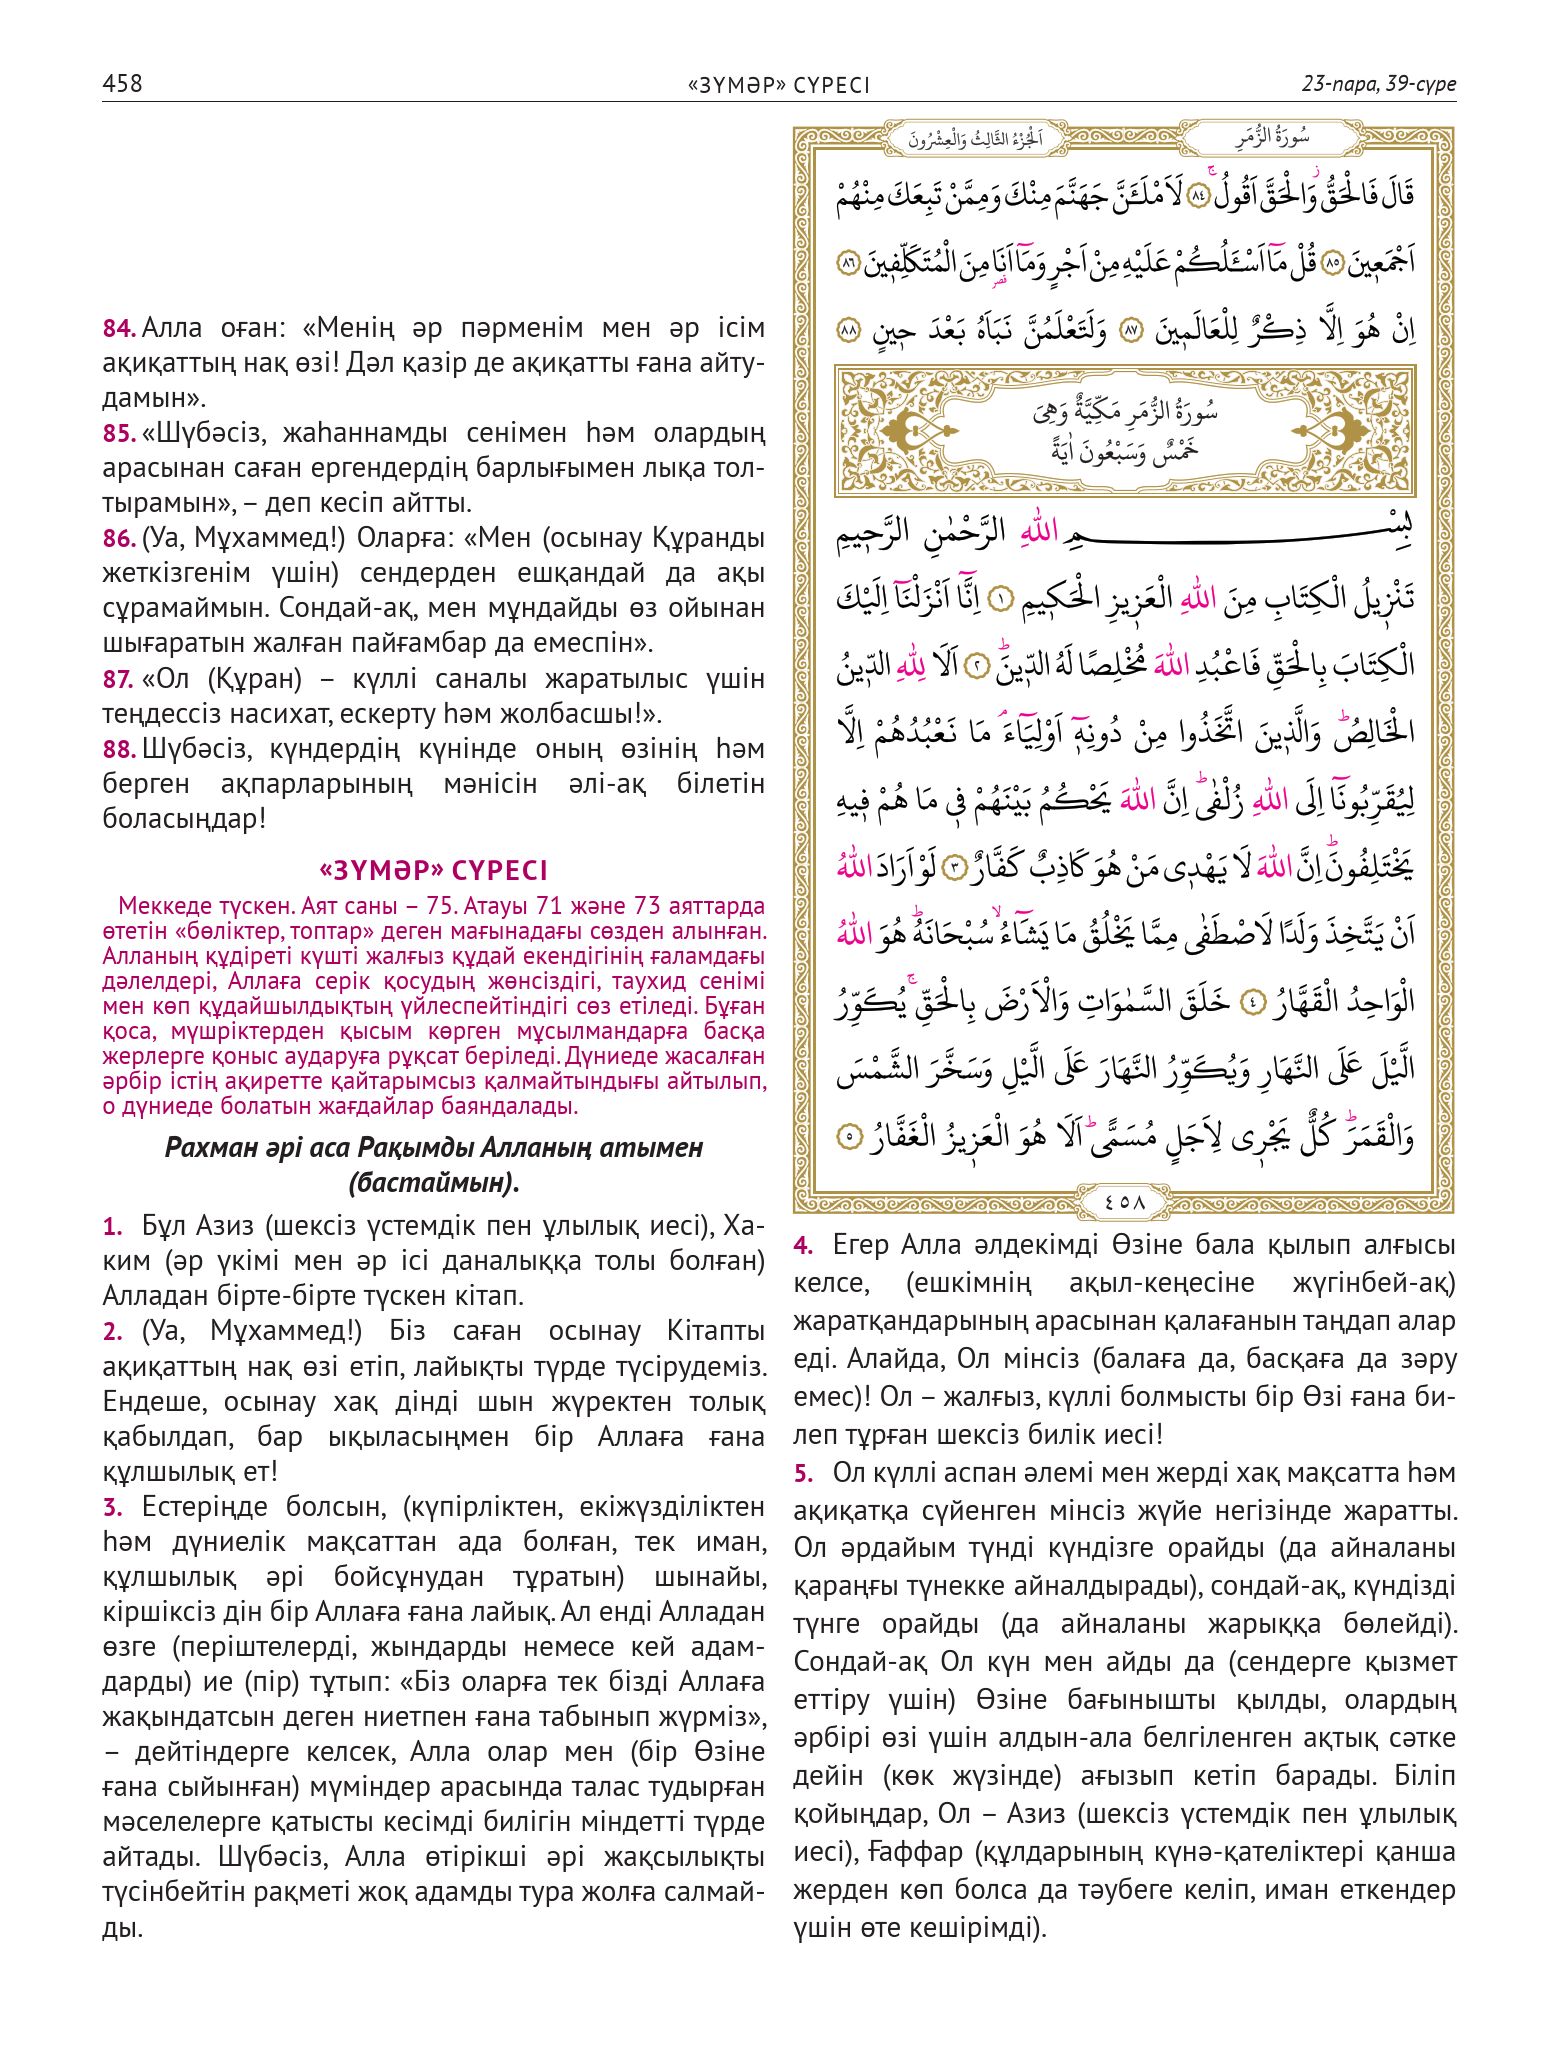 458
«ЗҮМӘР» СҮРЕСІ
23-пара, 39-сүре
84. Алла оған: «Менің әр пәрменім мен әр ісім
ақиқаттың нақ өзі! Дәл қазір де ақиқатты ғана айту-
дамын».
85. «Шүбәсіз, жаһаннамды сенімен һәм олардың
арасынан саған ергендердің барлығымен лықа тол-
тырамын», – деп кесіп айтты.
86. (Уа, Мұхаммед!) Оларға: «Мен (осынау Құранды
жеткізгенім үшін) сендерден ешқандай да ақы
сұрамаймын. Сондай-ақ, мен мұндайды өз ойынан
шығаратын жалған пайғамбар да емеспін».
87. «Ол (Құран) – күллі саналы жаратылыс үшін
теңдессіз насихат, ескерту һәм жолбасшы!».
88. Шүбәсіз, күндердің күнінде оның өзінің һәм
берген ақпарларының мәнісін әлі-ақ білетін
боласыңдар!
«ЗҮМӘР» СҮРЕСІ
Меккеде түскен. Аят саны – 75. Атауы 71 және 73 аяттарда
өтетін «бөліктер, топтар» деген мағынадағы сөзден алынған.
Алланың құдіреті күшті жалғыз құдай екендігінің ғаламдағы
дәлелдері, Аллаға серік қосудың жөнсіздігі, таухид сенімі
мен көп құдайшылдықтың үйлеспейтіндігі сөз етіледі. Бұған
қоса, мүшріктерден қысым көрген мұсылмандарға басқа
жерлерге қоныс аударуға рұқсат беріледі. Дүниеде жасалған
әрбір істің ақиретте қайтарымсыз қалмайтындығы айтылып,
о дүниеде болатын жағдайлар баяндалады.
Рахман әрі аса Рақымды Алланың атымен
(бастаймын).
1. Бұл Азиз (шексіз үстемдік пен ұлылық иесі), Ха-
ким (әр үкімі мен әр ісі даналыққа толы болған)
Алладан бірте-бірте түскен кітап.
2. (Уа, Мұхаммед!) Біз саған осынау Кітапты
ақиқаттың нақ өзі етіп, лайықты түрде түсірудеміз.
Ендеше, осынау хақ дінді шын жүректен толық
қабылдап, бар ықыласыңмен бір Аллаға ғана
құлшылық ет!
3. Естеріңде болсын, (күпірліктен, екіжүзділіктен
һәм дүниелік мақсаттан ада болған, тек иман,
құлшылық әрі бойсұнудан тұратын) шынайы,
кіршіксіз дін бір Аллаға ғана лайық. Ал енді Алладан
өзге (періштелерді, жындарды немесе кей адам-
дарды) ие (пір) тұтып: «Біз оларға тек бізді Аллаға
жақындатсын деген ниетпен ғана табынып жүрміз»,
– дейтіндерге келсек, Алла олар мен (бір Өзіне
ғана сыйынған) мүміндер арасында талас тудырған
мәселелерге қатысты кесімді билігін міндетті түрде
айтады. Шүбәсіз, Алла өтірікші әрі жақсылықты
түсінбейтін рақметі жоқ адамды тура жолға салмай-
ды.
سُورَةُ الزُّمَرِ
اَلْجُزْءُ الثَّالِثُ وَالْعِشْرُونَ
قَالَ فَالْحَقُّ وَالْحَقَّ اَقُولُ ﴿٨٤﴾ لَاَمْلَـَٔنَّ جَهَنَّمَ مِنْكَ وَمِمَّنْ تَبِعَكَ مِنْهُمْ
اَجْمَع۪ينَ ﴿٨٥﴾ قُلْ مَٓا اَسْـَٔلُكُمْ عَلَيْهِ مِنْ اَجْرٍ وَمَٓا اَنَا مِنَ الْمُتَكَلِّف۪ينَ ﴿٨٦﴾
اِنْ هُوَ اِلَّا ذِكْرٌ لِلْعَالَم۪ينَ ﴿٨٧﴾ وَلَتَعْلَمُنَّ نَبَاَهُ بَعْدَ ح۪ينٍ ﴿٨٨﴾
سُورَةُ الزُّمَرِ مَكِّيَّةٌ وَهِيَ
خَمْسٌ وَسَبْعُونَ اٰيَةً
بِسْمِ اللّٰهِ الرَّحْمٰنِ الرَّح۪يمِ
تَنْز۪يلُ الْكِتَابِ مِنَ اللّٰهِ الْعَز۪يزِ الْحَك۪يمِ ﴿١﴾ اِنَّٓا اَنْزَلْنَٓا اِلَيْكَ
الْكِتَابَ بِالْحَقِّ فَاعْبُدِ اللّٰهَ مُخْلِصًا لَهُ الدّ۪ينَۜ ﴿٢﴾ اَلَا لِلّٰهِ الدّ۪ينُ
الْخَالِصُۜ وَالَّذ۪ينَ اتَّخَذُوا مِنْ دُونِه۪ٓ اَوْلِيَٓاءَۢ مَا نَعْبُدُهُمْ اِلَّا
لِيُقَرِّبُونَٓا اِلَى اللّٰهِ زُلْفٰىۜ اِنَّ اللّٰهَ يَحْكُمُ بَيْنَهُمْ ف۪ي مَا هُمْ ف۪يهِ
يَخْتَلِفُونَۜ اِنَّ اللّٰهَ لَا يَهْد۪ي مَنْ هُوَ كَاذِبٌ كَفَّارٌ ﴿٣﴾ لَوْ اَرَادَ اللّٰهُ
اَنْ يَتَّخِذَ وَلَدًا لَاصْطَفٰى مِمَّا يَخْلُقُ مَا يَشَٓاءُۙ سُبْحَانَهُۜ هُوَ اللّٰهُ
الْوَاحِدُ الْقَهَّارُ ﴿٤﴾ خَلَقَ السَّمٰوَاتِ وَالْاَرْضَ بِالْحَقِّۚ يُكَوِّرُ
الَّيْلَ عَلَى النَّهَارِ وَيُكَوِّرُ النَّهَارَ عَلَى الَّيْلِ وَسَخَّرَ الشَّمْسَ
وَالْقَمَرَۜ كُلٌّ يَجْر۪ي لِاَجَلٍ مُسَمًّىۜ اَلَا هُوَ الْعَز۪يزُ الْغَفَّارُ ﴿٥﴾
٤٥٨
4. Егер Алла әлдекімді Өзіне бала қылып алғысы
келсе, (ешкімнің ақыл-кеңесіне жүгінбей-ақ)
жаратқандарының арасынан қалағанын таңдап алар
еді. Алайда, Ол мінсіз (балаға да, басқаға да зәру
емес)! Ол – жалғыз, күллі болмысты бір Өзі ғана би-
леп тұрған шексіз билік иесі!
5. Ол күллі аспан әлемі мен жерді хақ мақсатта һәм
ақиқатқа сүйенген мінсіз жүйе негізінде жаратты.
Ол әрдайым түнді күндізге орайды (да айналаны
қараңғы түнекке айналдырады), сондай-ақ, күндізді
түнге орайды (да айналаны жарыққа бөлейді).
Сондай-ақ Ол күн мен айды да (сендерге қызмет
еттіру үшін) Өзіне бағынышты қылды, олардың
әрбірі өзі үшін алдын-ала белгіленген ақтық сәтке
дейін (көк жүзінде) ағызып кетіп барады. Біліп
қойыңдар, Ол – Азиз (шексіз үстемдік пен ұлылық
иесі), Ғаффар (құлдарының күнә-қателіктері қанша
жерден көп болса да тәубеге келіп, иман еткендер
үшін өте кешірімді).